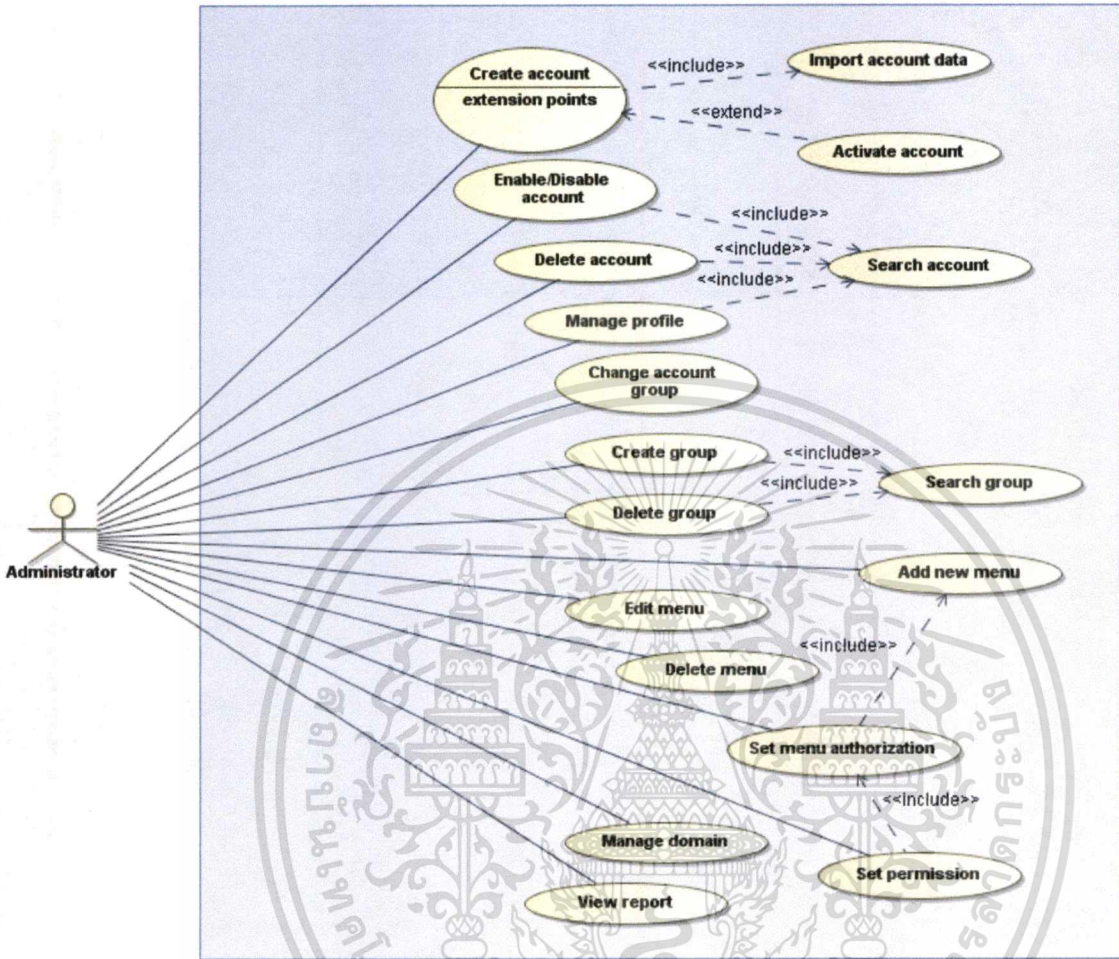 Create account
extension points
<<include>>
Import account data
<<extend>>
Activate account
Enable/Disable
account
<<include>>
Delete account
<<include>>
Search account
<<include>>
Manage profile
Change account
group
Create group
<<include>>
Search group
<<include>>
Delete group
Administrator
Add new menu
Edit menu
<<include>>
Delete menu
Set menu authorization
<<include>>
Manage domain
Set permission
View report